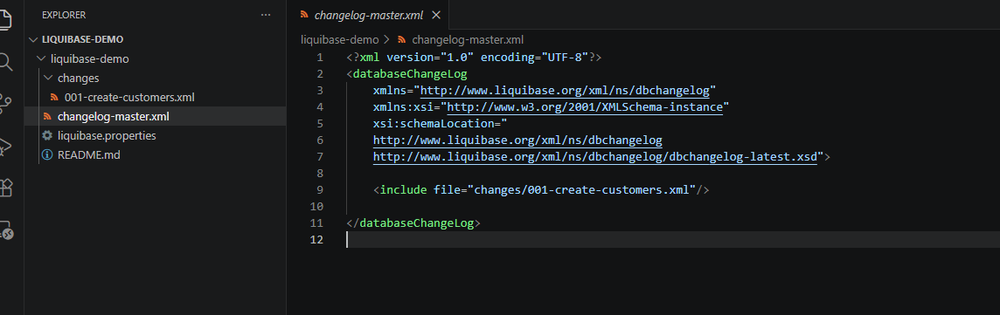 EXPLORER
...
LIQUIBASE-DEMO
liquibase-demo
changes
001-create-customers.xml
changelog-master.xml
liquibase.properties
README.md
changelog-master.xml
liquibase-demo > changelog-master.xml
1 <?xml version="1.0" encoding="UTF-8"?>
2 <databaseChangeLog
3 xmlns="http://www.liquibase.org/xml/ns/dbchangelog"
4 xmlns:xsi="http://www.w3.org/2001/XMLSchema-instance"
5 xsi:schemaLocation="
6 http://www.liquibase.org/xml/ns/dbchangelog
7 http://www.liquibase.org/xml/ns/dbchangelog/dbchangelog-latest.xsd">
8
9 <include file="changes/001-create-customers.xml"/>
10
11 </databaseChangeLog>
12